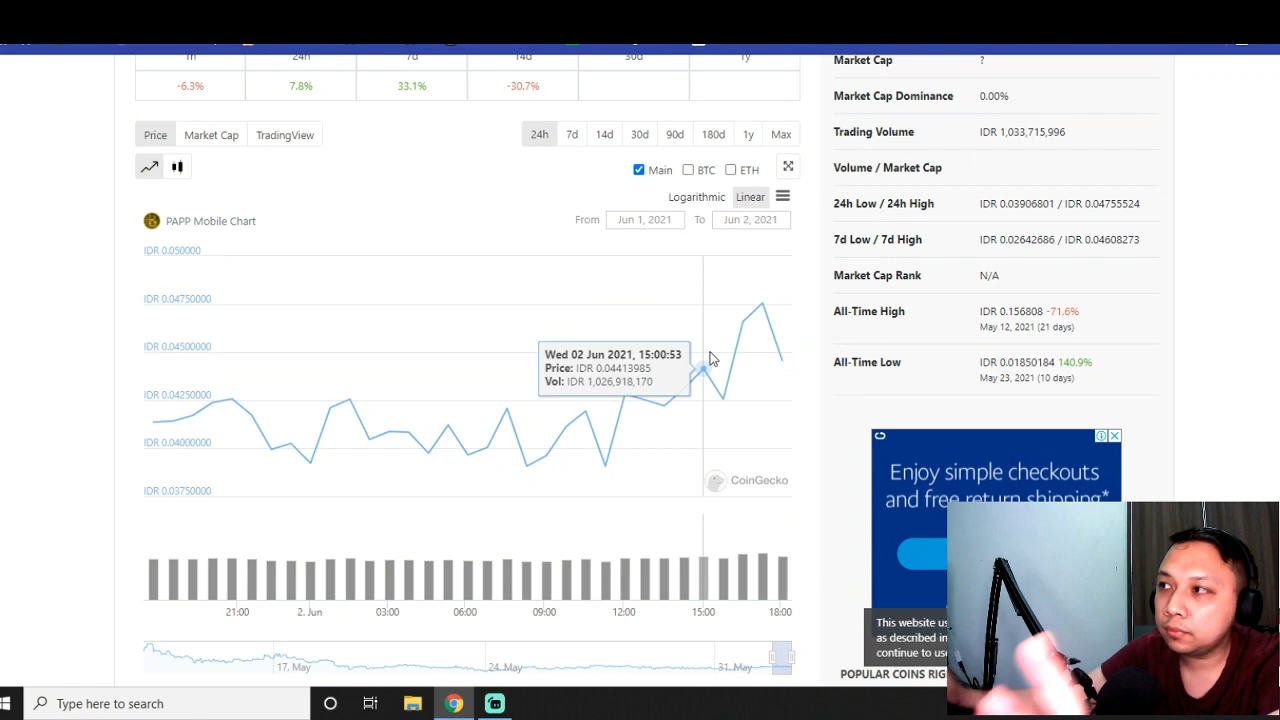 1h 24h 7d 14d 30d 1y
-6.3% 7.8% 33.1% -30.7%
Price Market Cap TradingView 24h 7d 14d 30d 90d 180d 1y Max
Main BTC ETH
Logarithmic Linear
PAPP Mobile Chart From Jun 1, 2021 To Jun 2, 2021
IDR 0.050000
IDR 0.04750000
IDR 0.04500000
IDR 0.04250000
IDR 0.04000000
IDR 0.03750000
Wed 02 Jun 2021, 15:00:53
Price: IDR 0.04413985
Vol: IDR 1,026,918,170
CoinGecko
21:00 2. Jun 03:00 06:00 09:00 12:00 15:00 18:00
17. May 24. May 31. May
Market Cap ?
Market Cap Dominance 0.00%
Trading Volume IDR 1,033,715,996
Volume / Market Cap
24h Low / 24h High IDR 0.03906801 / IDR 0.04755524
7d Low / 7d High IDR 0.02642686 / IDR 0.04608273
Market Cap Rank N/A
All-Time High IDR 0.156808 -71.6%
May 12, 2021 (21 days)
All-Time Low IDR 0.01850184 140.9%
May 23, 2021 (10 days)
Enjoy simple checkouts
and free return shipping.*
This website us
as described in
continue to use
POPULAR COINS RIG
Type here to search